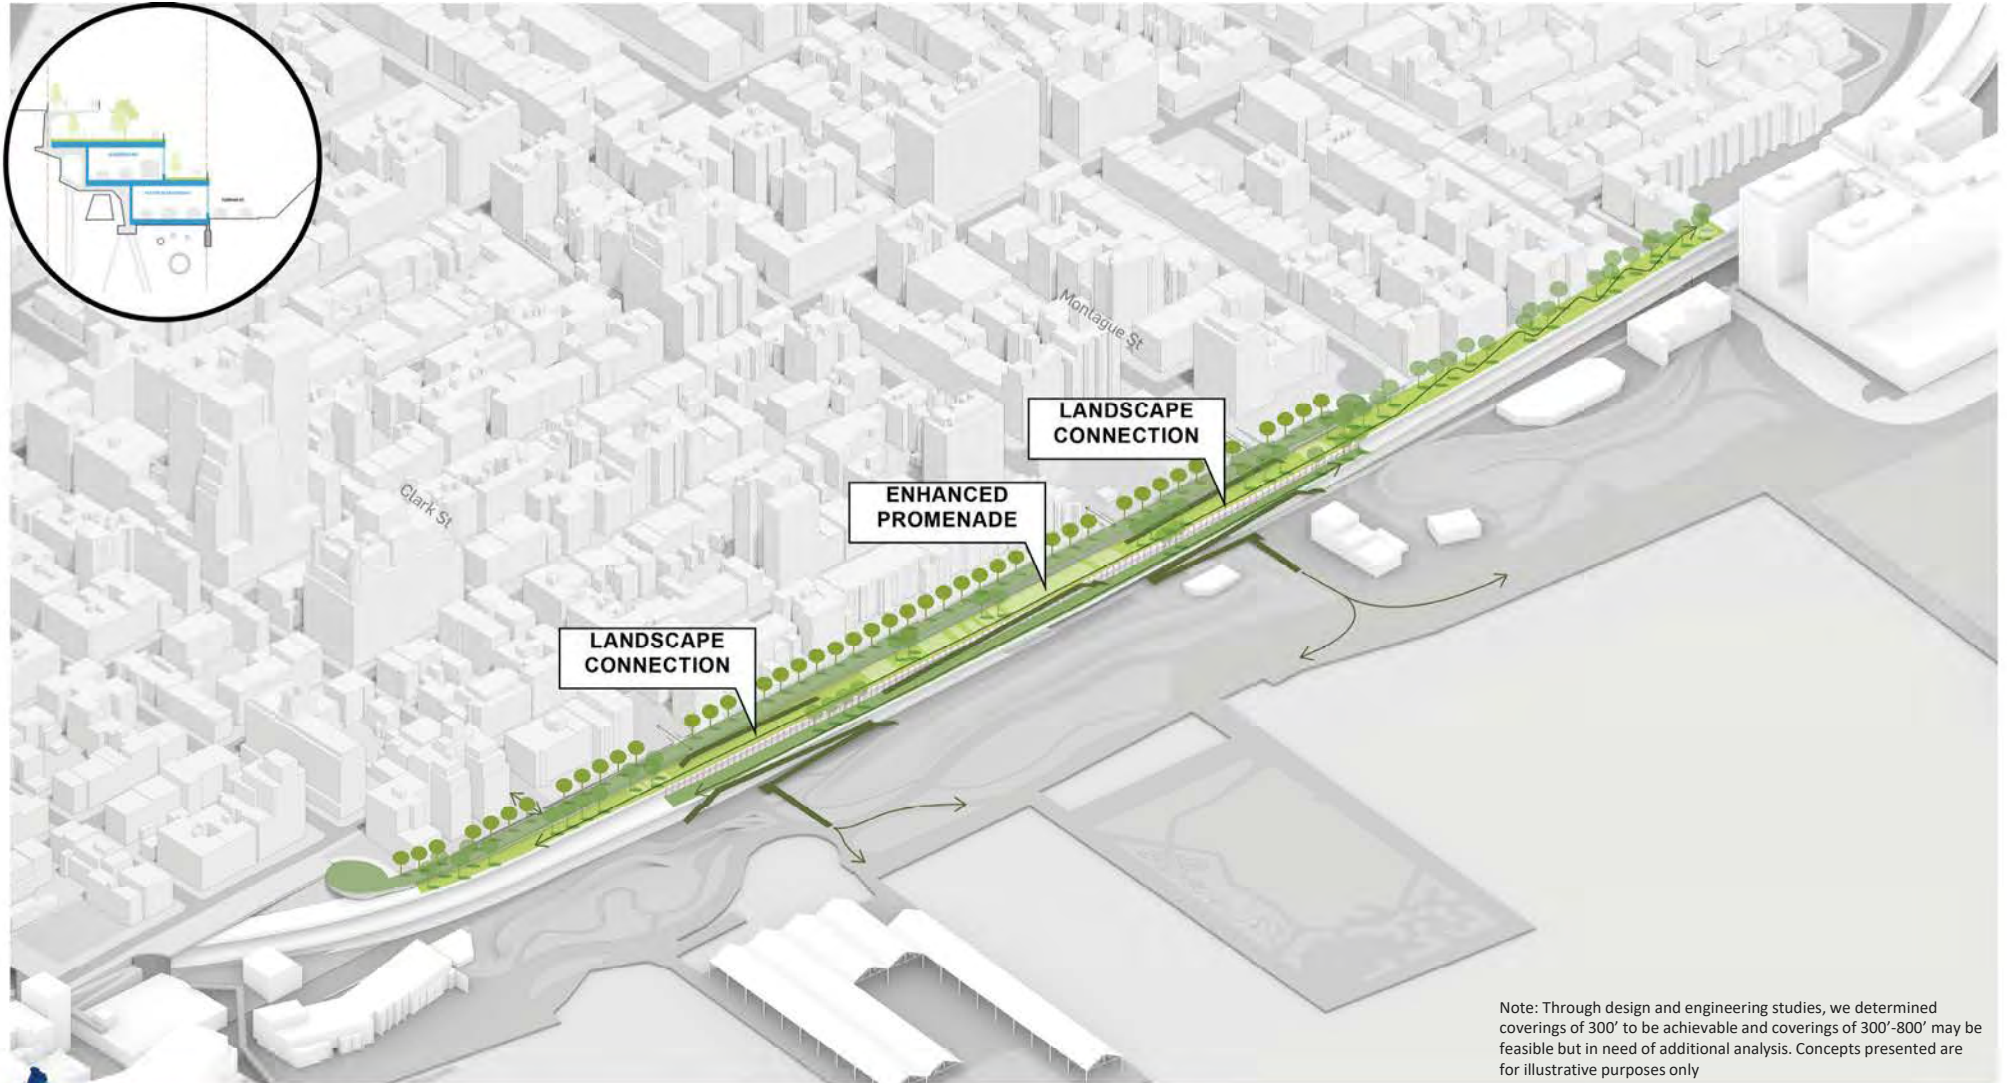 Montague St
LANDSCAPE
CONNECTION
ENHANCED
PROMENADE
Clark St
LANDSCAPE
CONNECTION
Note: Through design and engineering studies, we determined
coverings of 300’ to be achievable and coverings of 300’-800’ may be
feasible but in need of additional analysis. Concepts presented are
for illustrative purposes only